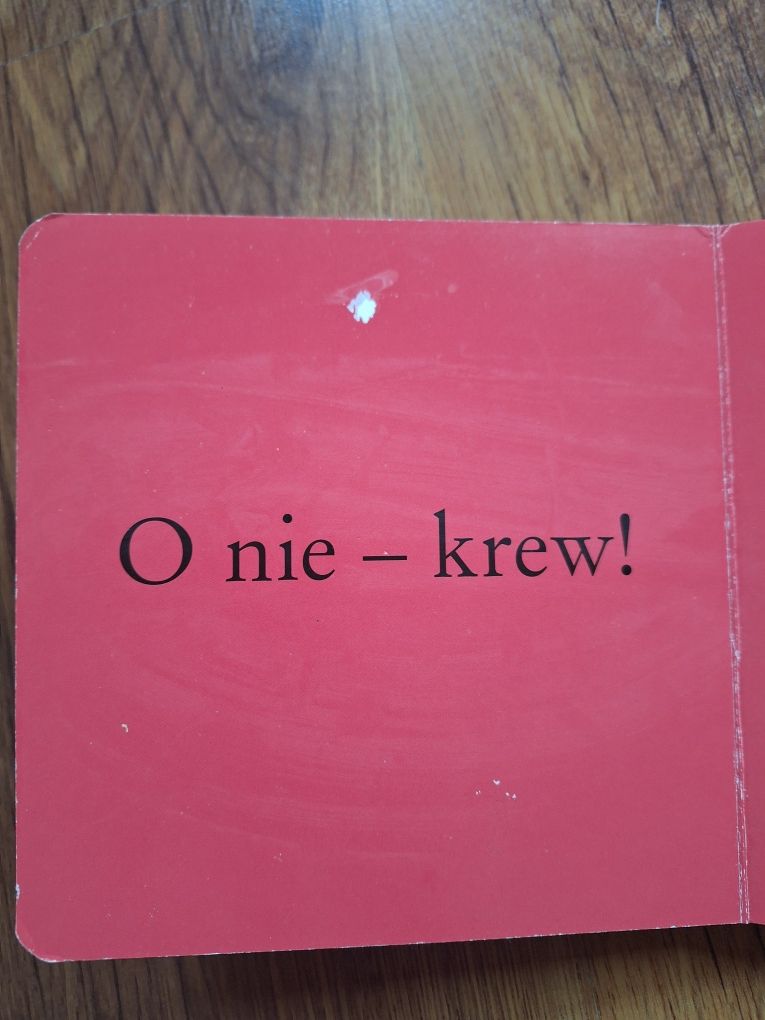 O nie – krew!